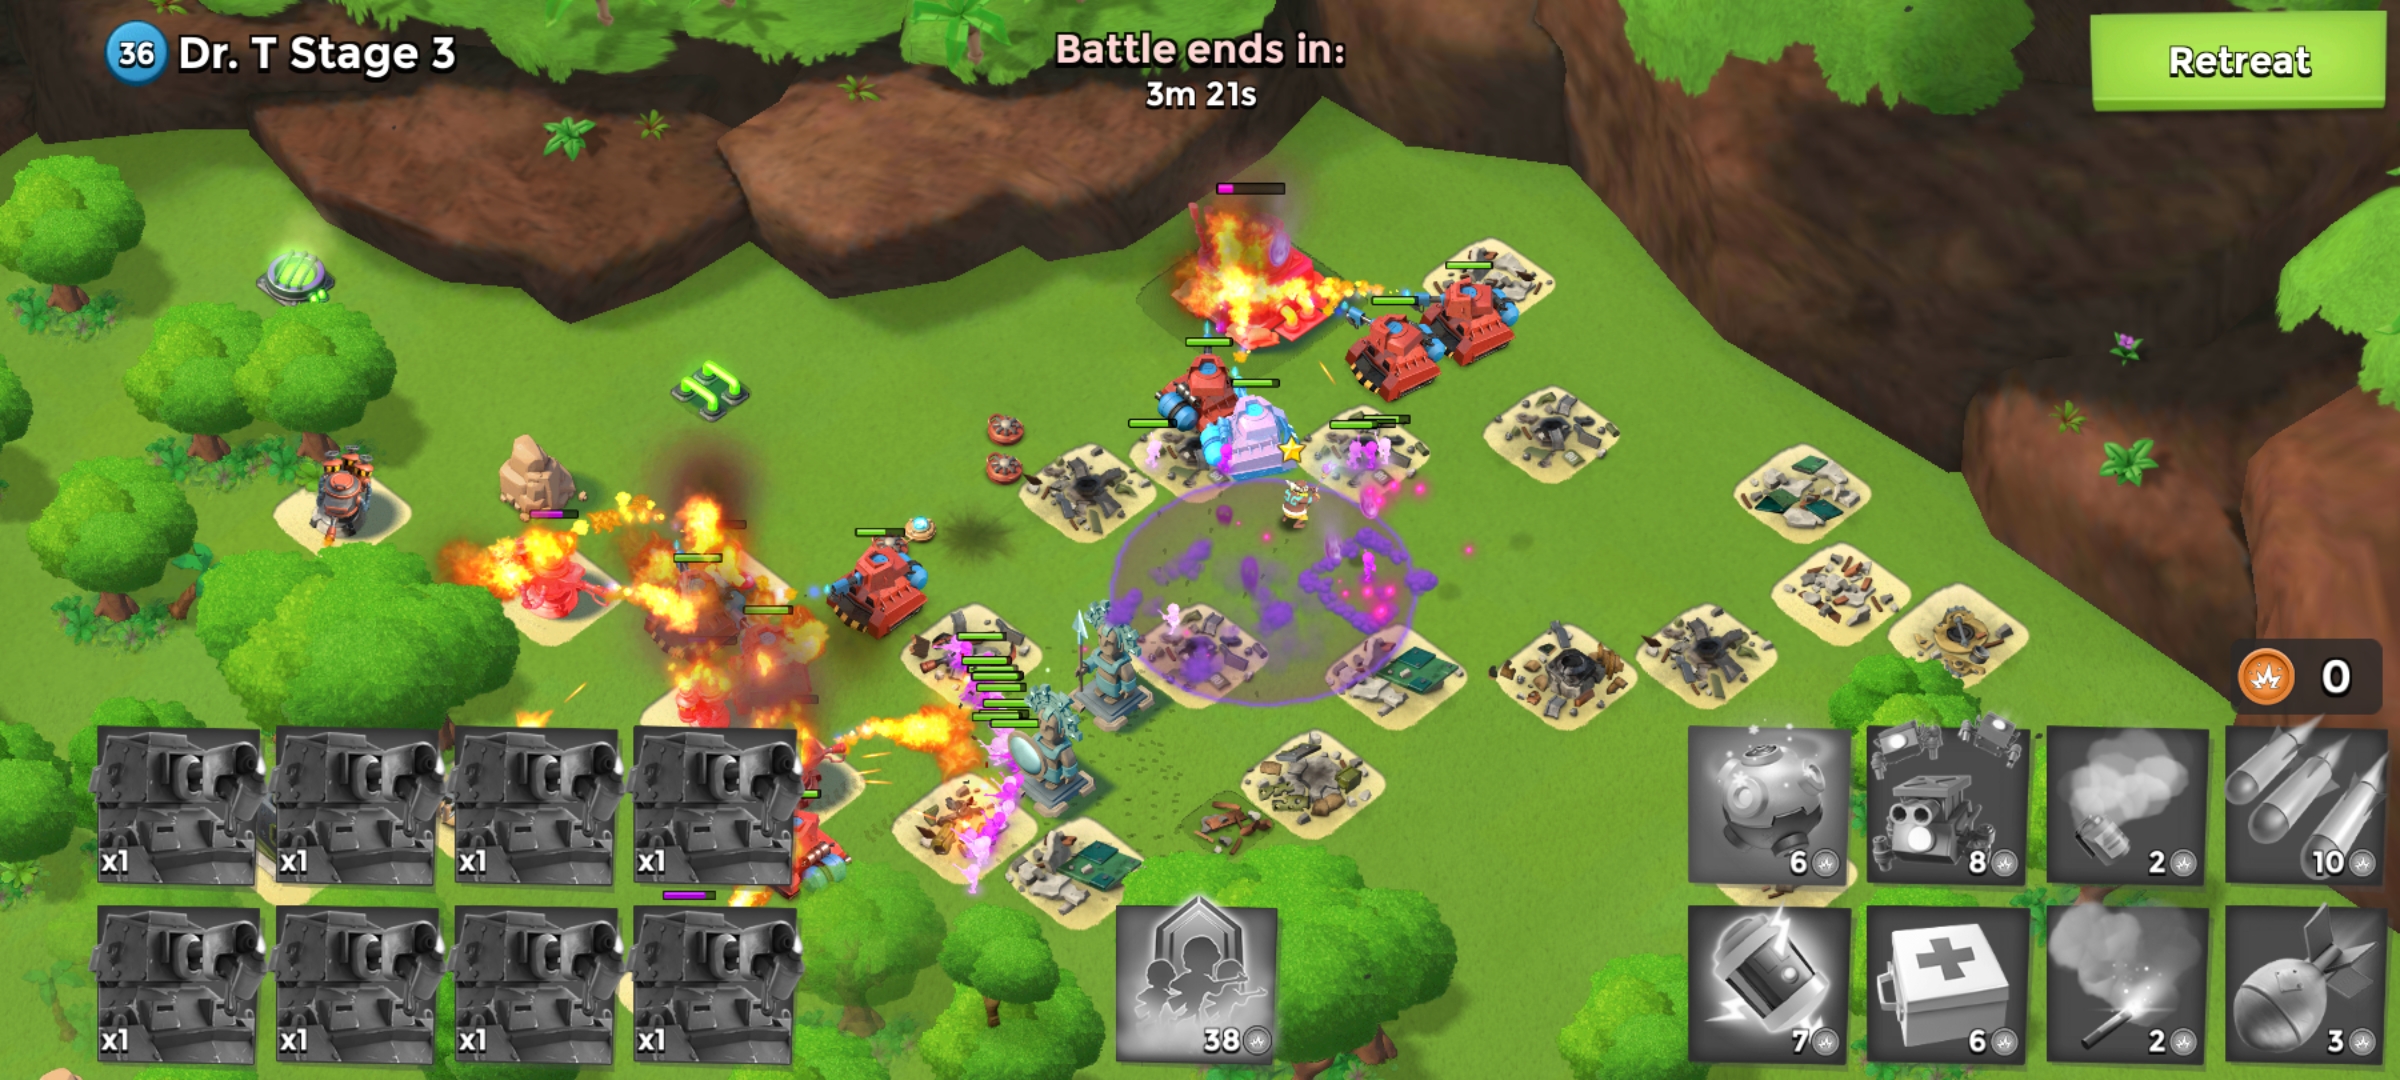 36 Dr. T Stage 3
Battle ends in:
3m 21s
Retreat
0
x1 x1 x1 x1
6 8 2 10
x1 x1 x1 x1
38
7 6 2 3